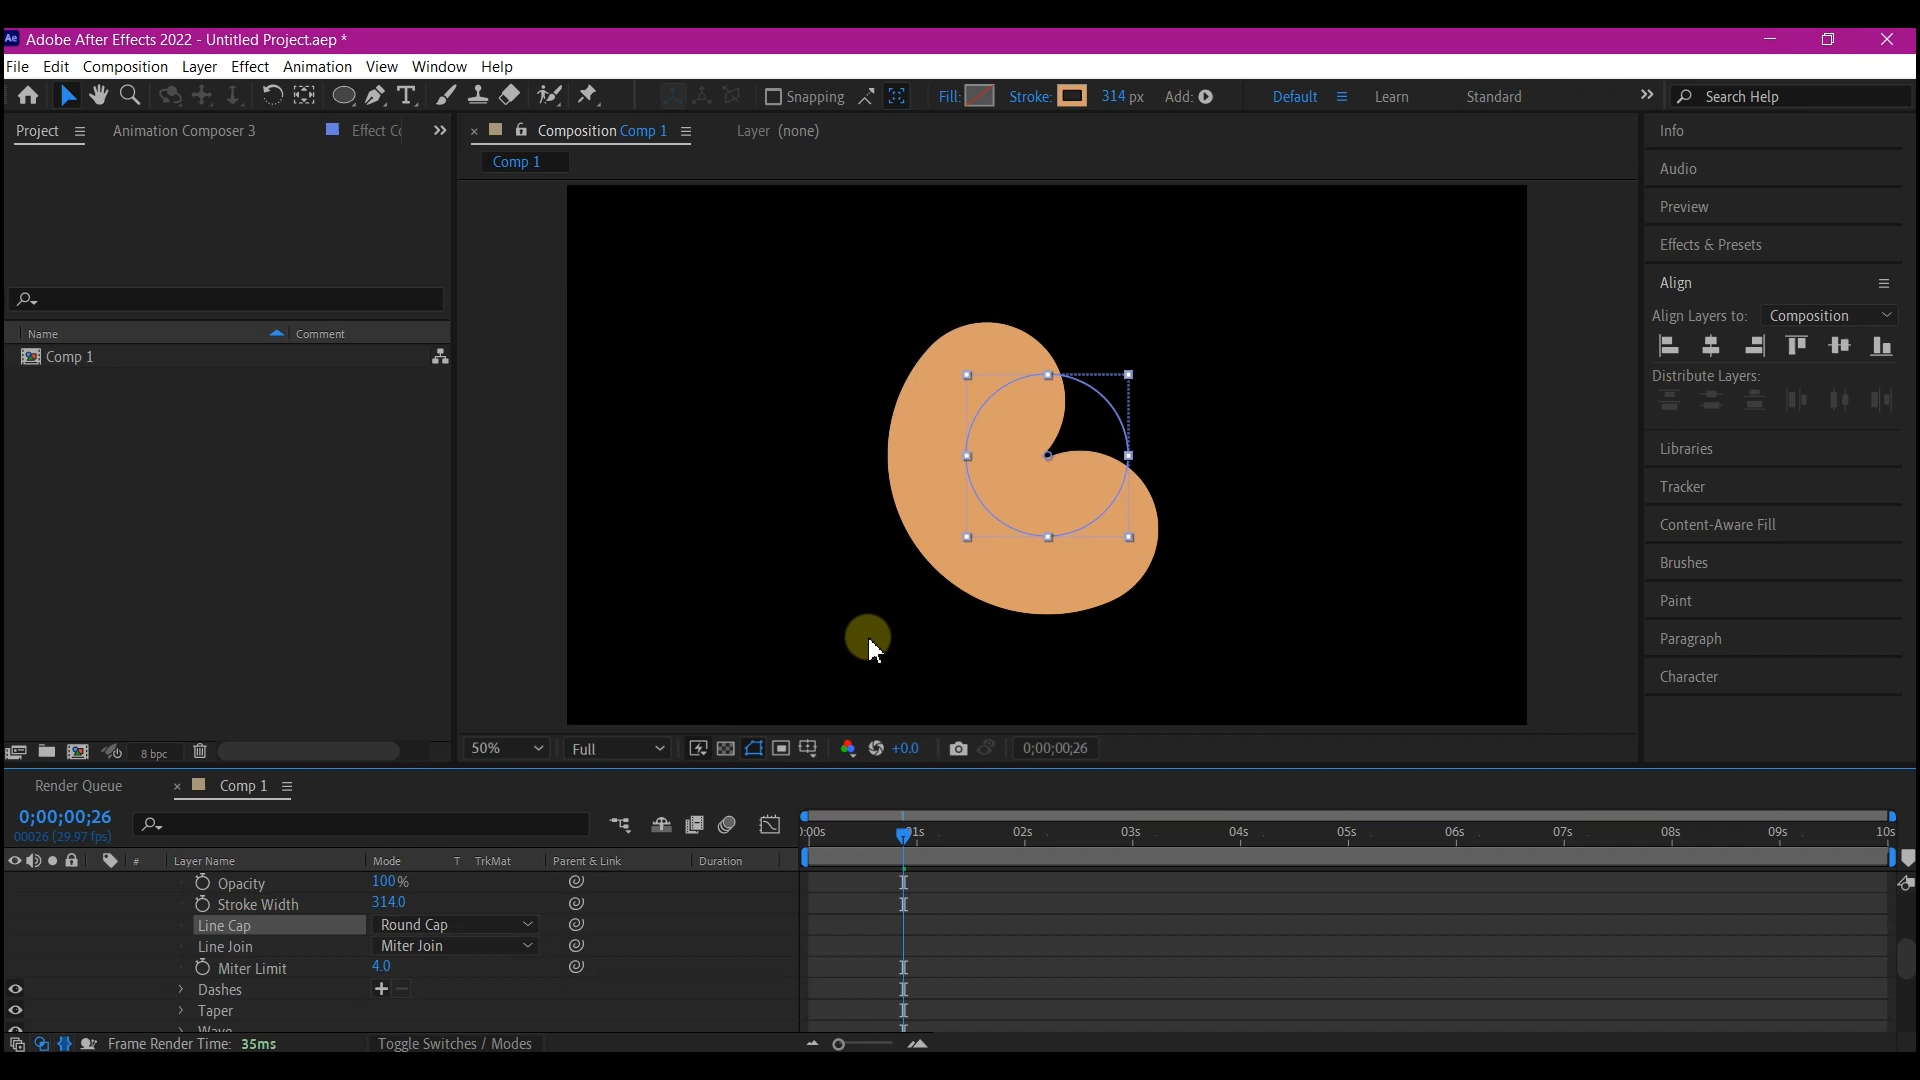 Ae Adobe After Effects 2022 - Untitled Project.aep *
File Edit Composition Layer Effect Animation View Window Help
Snapping Fill: Stroke: 314 px Add: Default Learn Standard Search Help
Project Animation Composer 3 Effect Co Composition Comp 1 Layer (none)
Comp 1
Info
Audio
Preview
Effects & Presets
Align
Align Layers to: Composition
Distribute Layers:
Libraries
Tracker
Content-Aware Fill
Brushes
Paint
Paragraph
Character
Name Comment
Comp 1
8 bpc
50% Full +0.0 0;00;00;26
Render Queue Comp 1
0;00;00;26
00026 (29.97 fps)
):00s 01s 02s 03s 04s 05s 06s 07s 08s 09s 10s
# Layer Name Mode T TrkMat Parent & Link Duration
Opacity 100%
Stroke Width 314.0
Line Cap Round Cap
Line Join Miter Join
Miter Limit 4.0
Dashes
Taper
Wave
Frame Render Time: 35ms Toggle Switches / Modes